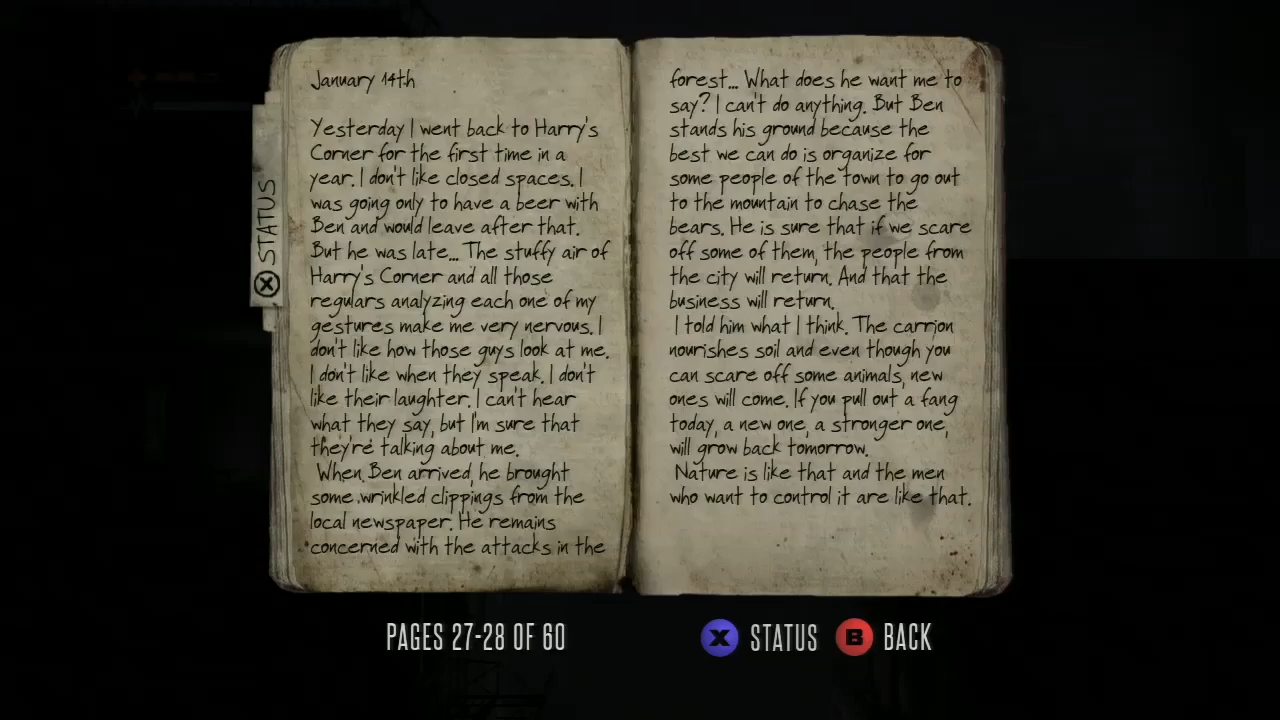 January 14th
Yesterday I went back to Harry's
Corner for the first time in a
year. I don't like closed spaces. I
was going only to have a beer with
Ben and would leave after that.
But he was late... The stuffy air of
Harry's Corner and all those
regulars analyzing each one of my
gestures make me very nervous. I
don't like how those guys look at me.
I don't like when they speak. I don't
like their laughter. I can't hear
what they say, but I'm sure that
they're talking about me.
When Ben arrived, he brought
some wrinkled clippings from the
local newspaper. He remains
concerned with the attacks in the
forest... What does he want me to
say? I can't do anything. But Ben
stands his ground because the
best we can do is organize for
some people of the town to go out
to the mountain to chase the
bears. He is sure that if we scare
off some of them, the people from
the city will return. And that the
business will return.
I told him what I think. The carrion
nourishes soil and even though you
can scare off some animals, new
ones will come. If you pull out a fang
today, a new one, a stronger one,
will grow back tomorrow.
Nature is like that and the men
who want to control it are like that.
X STATUS
PAGES 27-28 OF 60
X STATUS B BACK